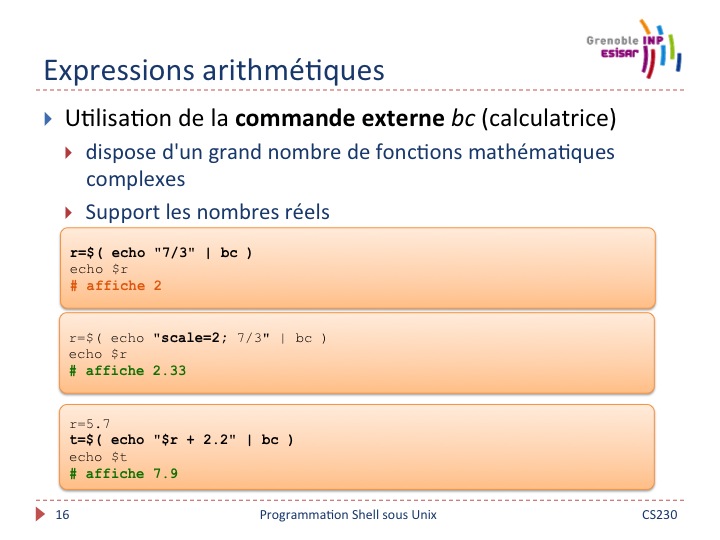 Grenoble INP
esisar
Expressions arithmétiques
Utilisation de la commande externe bc (calculatrice)
dispose d'un grand nombre de fonctions mathématiques
complexes
Support les nombres réels
r=$( echo "7/3" | bc )
echo $r
# affiche 2
r=$( echo "scale=2; 7/3" | bc )
echo $r
# affiche 2.33
r=5.7
t=$( echo "$r + 2.2" | bc )
echo $t
# affiche 7.9
16 Programmation Shell sous Unix CS230